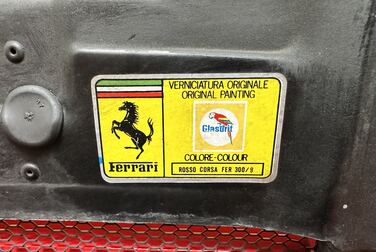 VERNICIATURA ORIGINALE
ORIGINAL PAINTING
Glasurit
Ferrari
COLORE-COLOUR
ROSSO CORSA FER 300/9